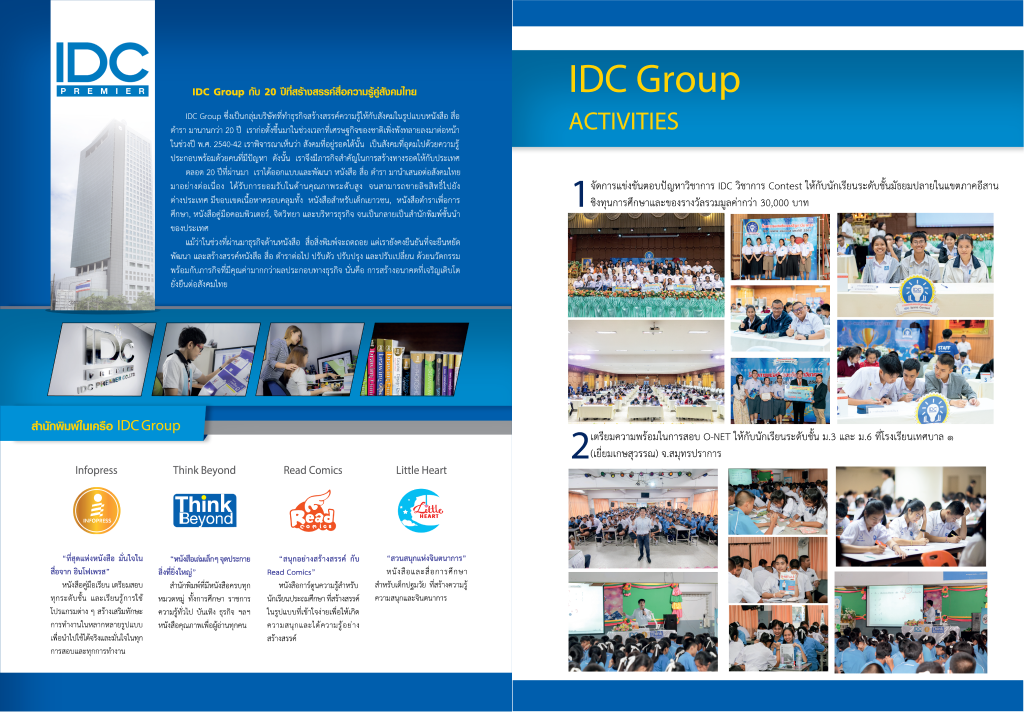 IDC
PREMIER
IDC Group กับ 20 ปีที่สร้างสรรค์สื่อความรู้คู่สังคมไทย
IDC Group ซึ่งเป็นกลุ่มบริษัทที่ทำธุรกิจสร้างสรรค์ความรู้ให้กับสังคมในรูปแบบหนังสือ สื่อ
ตำรา มานานกว่า 20 ปี เราก่อตั้งขึ้นมาในช่วงเวลาที่เศรษฐกิจของชาติเพิ่งพังทลายลงมาต่อหน้า
ในช่วงปี พ.ศ. 2540-42 เราพิจารณาเห็นว่า สังคมที่อยู่รอดได้นั้น เป็นสังคมที่อุดมไปด้วยความรู้
ประกอบพร้อมด้วยคนที่มีปัญหา ดังนั้น เราจึงมีภารกิจสำคัญในการสร้างทางรอดให้กับประเทศ
ตลอด 20 ปีที่ผ่านมา เราได้ออกแบบและพัฒนา หนังสือ สื่อ ตำรา มานำเสนอต่อสังคมไทย
มาอย่างต่อเนื่อง ได้รับการยอมรับในด้านคุณภาพระดับสูง จนสามารถขายลิขสิทธิ์ไปยัง
ต่างประเทศ มีขอบเขตเนื้อหาครอบคลุมทั้ง หนังสือสำหรับเด็กเยาวชน, หนังสือตำราเพื่อการ
ศึกษา, หนังสือคู่มือคอมพิวเตอร์, จิตวิทยา และบริหารธุรกิจ จนเป็นกลายเป็นสำนักพิมพ์ชั้นนำ
ของประเทศ
แม้ว่าในช่วงที่ผ่านมาธุรกิจด้านหนังสือ สื่อสิ่งพิมพ์จะถดถอย แต่เรายังคงยืนยันที่จะยืนหยัด
พัฒนา และสร้างสรรค์หนังสือ สื่อ ตำราต่อไป ปรับตัว ปรับปรุง และปรับเปลี่ยน ด้วยนวัตกรรม
พร้อมกับภารกิจที่มีคุณค่ามากกว่าผลประกอบทางธุรกิจ นั่นคือ การสร้างอนาคตที่เจริญเติบโต
ยั่งยืนต่อสังคมไทย
IDC
IDC PREMIER CO.,LTD
สำนักพิมพ์ในเครือ IDC Group
Infopress
Think Beyond
Read Comics
Little Heart
INFOPRESS
Think
Beyond
Read
comics
Little
HEART
"ที่สุดแห่งหนังสือ มั่นใจใน
สื่อจาก อินโฟเพรส"
หนังสือคู่มือเรียน เตรียมสอบ
ทุกระดับชั้น และเรียนรู้การใช้
โปรแกรมต่าง ๆ สร้างเสริมทักษะ
การทำงานในหลากหลายรูปแบบ
เพื่อนำไปใช้ได้จริงและมั่นใจในทุก
การสอบและทุกการทำงาน
"หนังสือเล่มเล็กๆ จุดประกาย
สิ่งที่ยิ่งใหญ่"
สำนักพิมพ์ที่มีหนังสือครบทุก
หมวดหมู่ ทั้งการศึกษา ราชการ
ความรู้ทั่วไป บันเทิง ธุรกิจ ฯลฯ
หนังสือคุณภาพเพื่อผู้อ่านทุกคน
"สนุกอย่างสร้างสรรค์ กับ
Read Comics"
หนังสือการ์ตูนความรู้สำหรับ
นักเรียนประถมศึกษา ที่สร้างสรรค์
ในรูปแบบที่เข้าใจง่ายเพื่อให้เกิด
ความสนุกและได้ความรู้อย่าง
สร้างสรรค์
"สวนสนุกแห่งจินตนาการ"
หนังสือและสื่อการศึกษา
สำหรับเด็กปฐมวัย ที่สร้างความรู้
ความสนุกและจินตนาการ
IDC Group
ACTIVITIES
1 จัดการแข่งขันตอบปัญหาวิชาการ IDC วิชาการ Contest ให้กับนักเรียนระดับชั้นมัธยมปลายในเขตภาคอีสาน
ชิงทุนการศึกษาและของรางวัลรวมมูลค่ากว่า 30,000 บาท
IDC
STAFF
IDC
2 เตรียมความพร้อมในการสอบ O-NET ให้กับนักเรียนระดับชั้น ม.3 และ ม.6 ที่โรงเรียนเทศบาล ๑
(เยี่ยมเกษสุวรรณ) จ.สมุทรปราการ